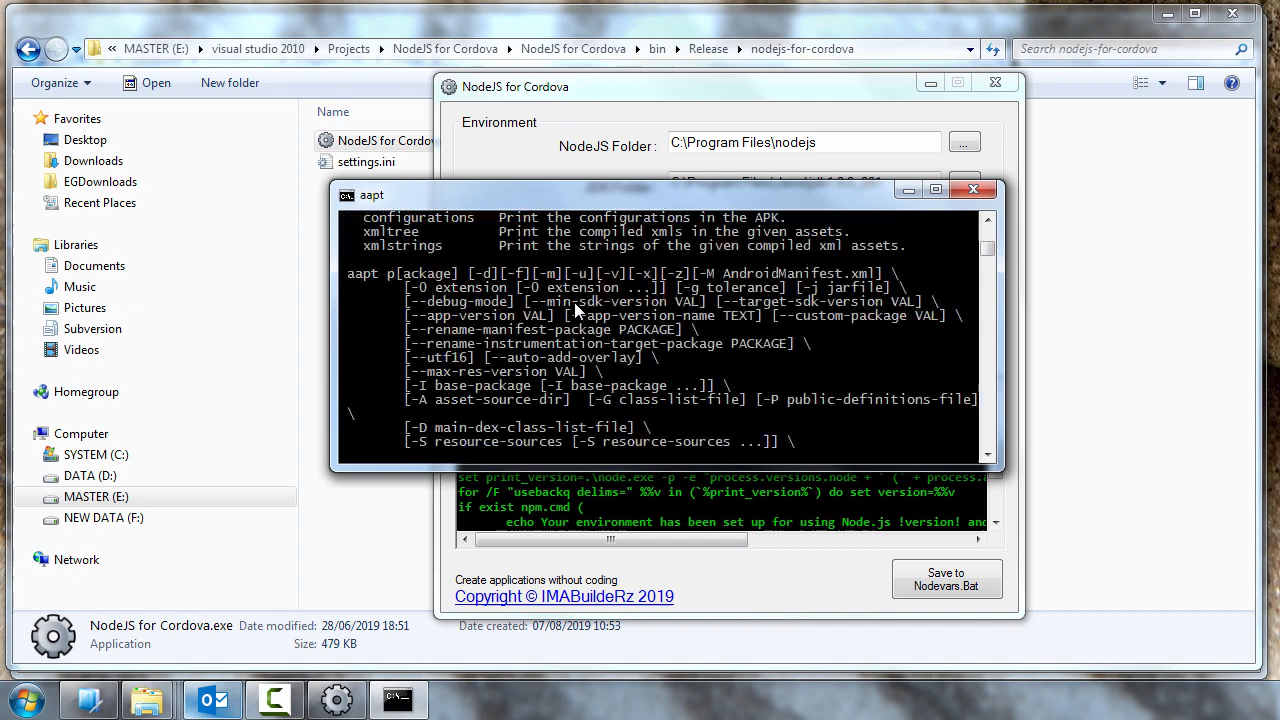 MASTER (E:)
visual studio 2010
Projects
NodeJS for Cordova
NodeJS for Cordova
bin
Release
nodejs-for-cordova
Search nodejs-for-cordova
Organize
Open
New folder
Favorites
Desktop
Downloads
EGDownloads
Recent Places
Libraries
Documents
Music
Pictures
Subversion
Videos
Homegroup
Computer
SYSTEM (C:)
DATA (D:)
MASTER (E:)
NEW DATA (F:)
Network
Name
NodeJS for Cordov
settings.ini
NodeJS for Cordova
Environment
NodeJS Folder :
C:\Program Files\nodejs
...
aapt
configurations   Print the configurations in the APK.
xmltree          Print the compiled xmls in the given assets.
xmlstrings       Print the strings of the given compiled xml assets.
aapt p[ackage] [-d][-f][-m][-u][-v][-x][-z][-M AndroidManifest.xml] \
[-0 extension [-0 extension ...]] [-g tolerance] [-j jarfile] \
[--debug-mode] [--min-sdk-version VAL] [--target-sdk-version VAL] \
[--app-version VAL] [--app-version-name TEXT] [--custom-package VAL] \
[--rename-manifest-package PACKAGE] \
[--rename-instrumentation-target-package PACKAGE] \
[--utf16] [--auto-add-overlay] \
[--max-res-version VAL] \
[-I base-package [-I base-package ...]] \
[-A asset-source-dir]  [-G class-list-file] [-P public-definitions-file]
\
[-D main-dex-class-list-file] \
[-S resource-sources [-S resource-sources ...]] \
set print_version=.\node.exe -p -e "process.versions.node + ' (' + process.
for /F "usebackq delims=" %%v in (`%print_version%`) do set version=%%v
if exist npm.cmd (
echo Your environment has been set up for using Node.js !version! and
Create applications without coding
Copyright © IMABuildeRz 2019
Save to
Nodevars.Bat
NodeJS for Cordova.exe
Date modified: 28/06/2019 18:51
Date created: 07/08/2019 10:53
Application
Size: 479 KB